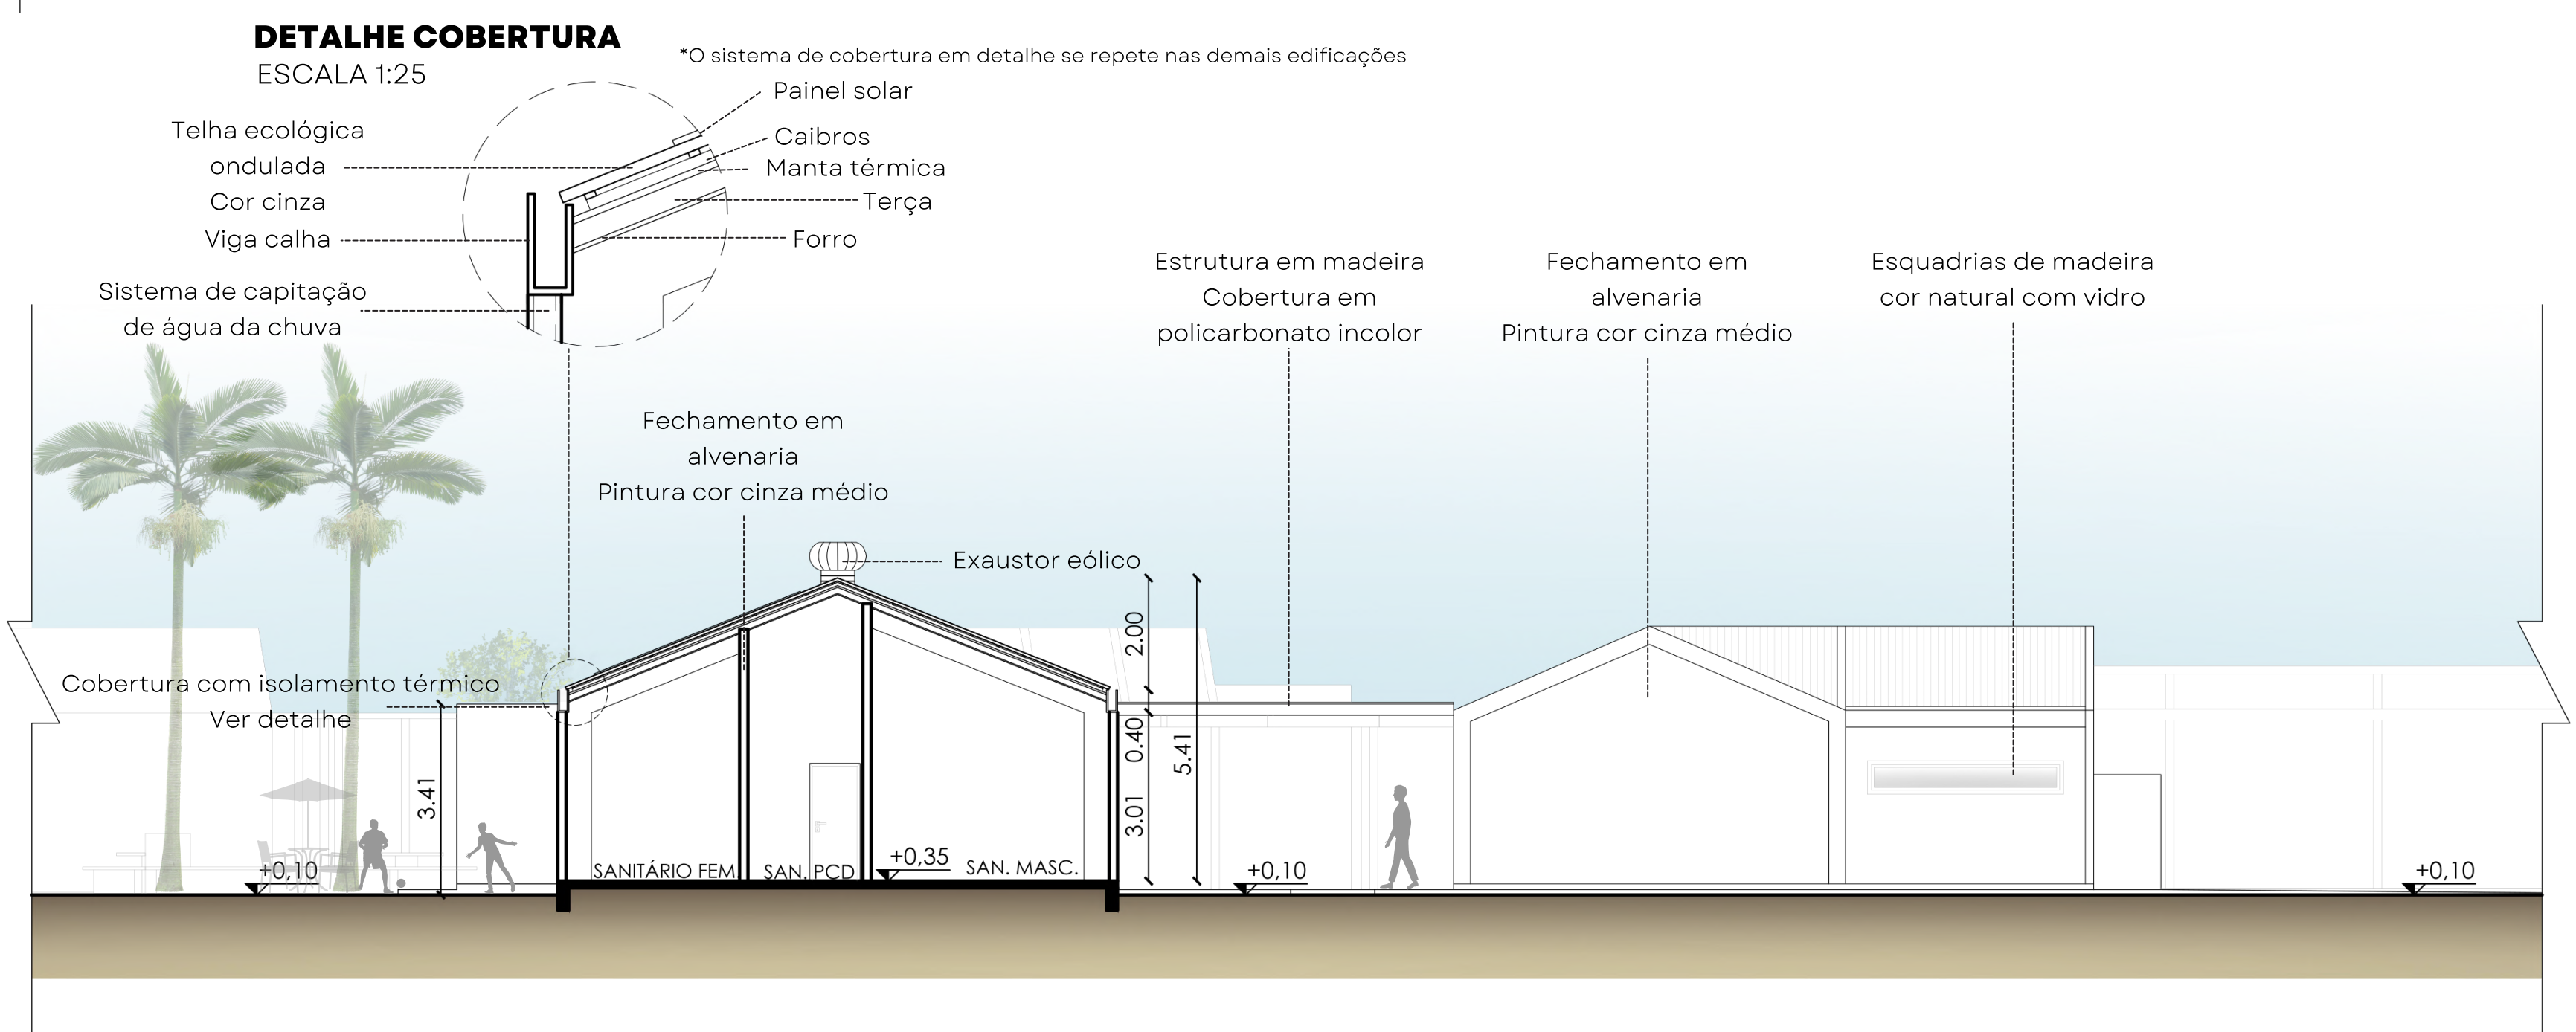 DETALHE COBERTURA
ESCALA 1:25
*O sistema de cobertura em detalhe se repete nas demais edificações
Painel solar
Caibros
Manta térmica
Terça
Forro
Telha ecológica
ondulada
Cor cinza
Viga calha
Sistema de capitação
de água da chuva
Estrutura em madeira
Cobertura em
policarbonato incolor
Fechamento em
alvenaria
Pintura cor cinza médio
Esquadrias de madeira
cor natural com vidro
Fechamento em
alvenaria
Pintura cor cinza médio
Exaustor eólico
Cobertura com isolamento térmico
Ver detalhe
3.41
2.00
0.40
3.01
5.41
+0,10
SANITÁRIO FEM.
SAN. PCD
+0,35
SAN. MASC.
+0,10
+0,10